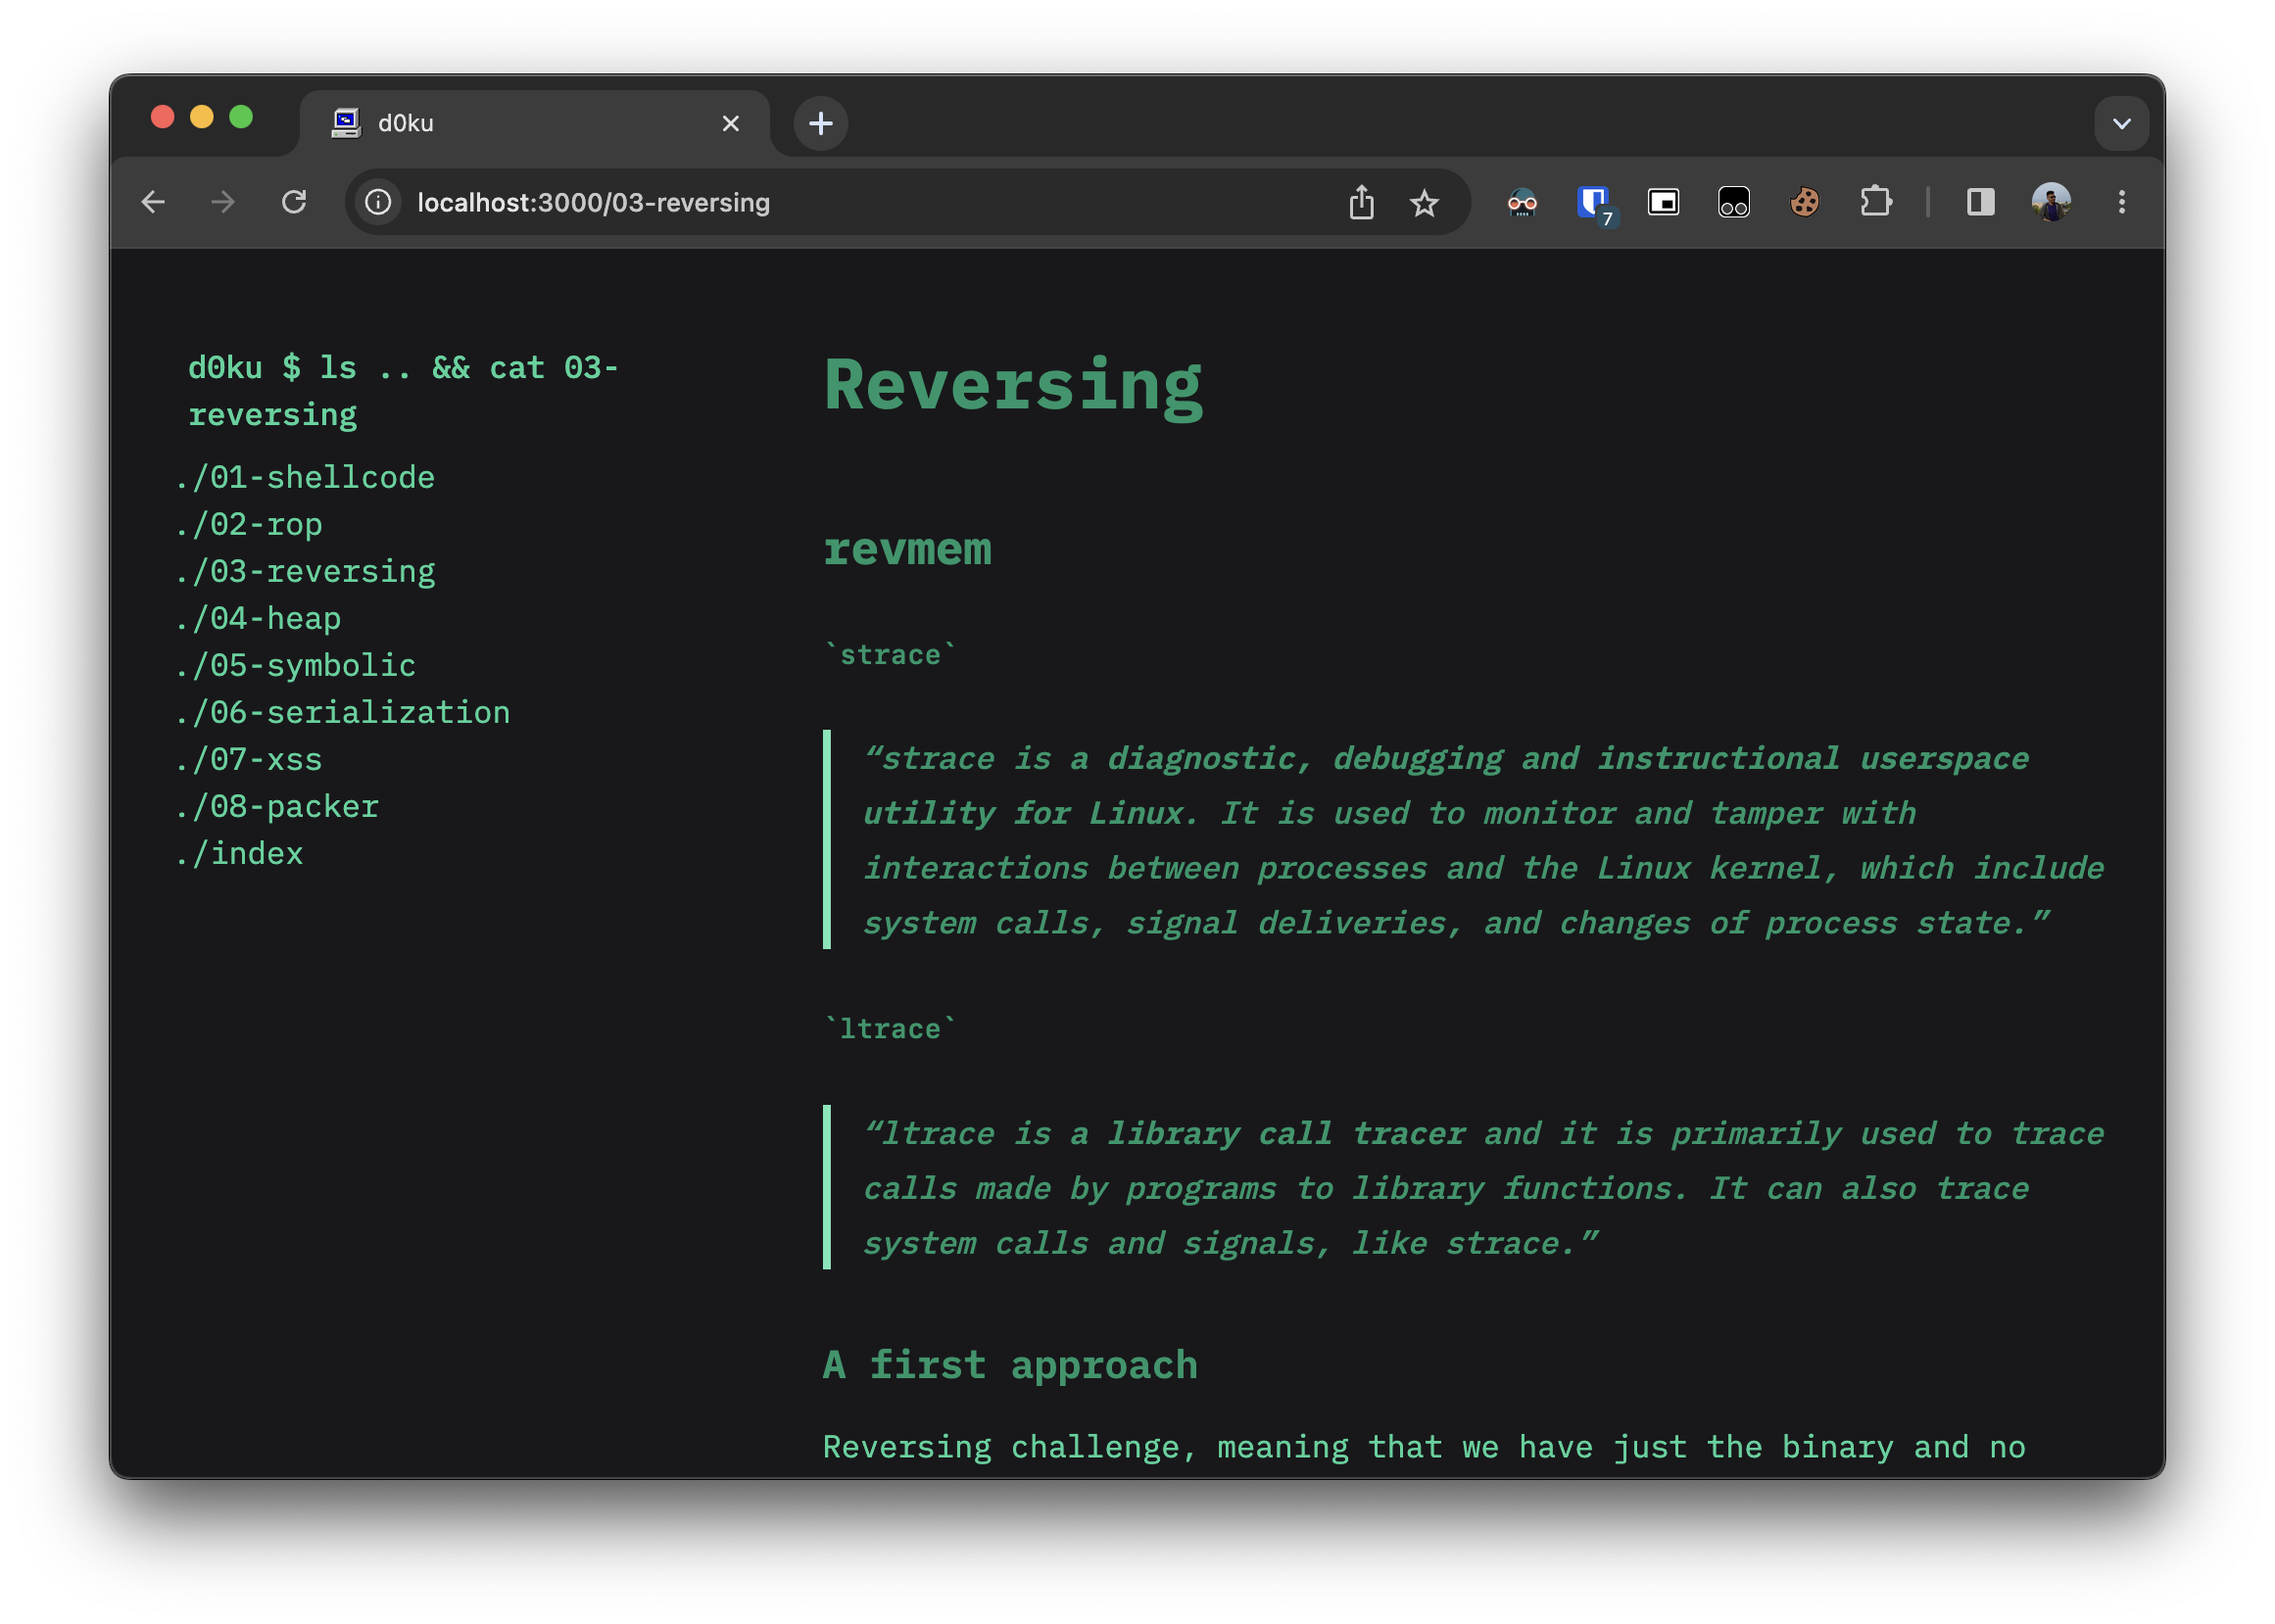 d0ku
localhost:3000/03-reversing
7
d0ku $ ls .. && cat 03-
reversing
./01-shellcode
./02-rop
./03-reversing
./04-heap
./05-symbolic
./06-serialization
./07-xss
./08-packer
./index
Reversing
revmem
`strace`
“strace is a diagnostic, debugging and instructional userspace
utility for Linux. It is used to monitor and tamper with
interactions between processes and the Linux kernel, which include
system calls, signal deliveries, and changes of process state.”
`ltrace`
“ltrace is a library call tracer and it is primarily used to trace
calls made by programs to library functions. It can also trace
system calls and signals, like strace.”
A first approach
Reversing challenge, meaning that we have just the binary and no